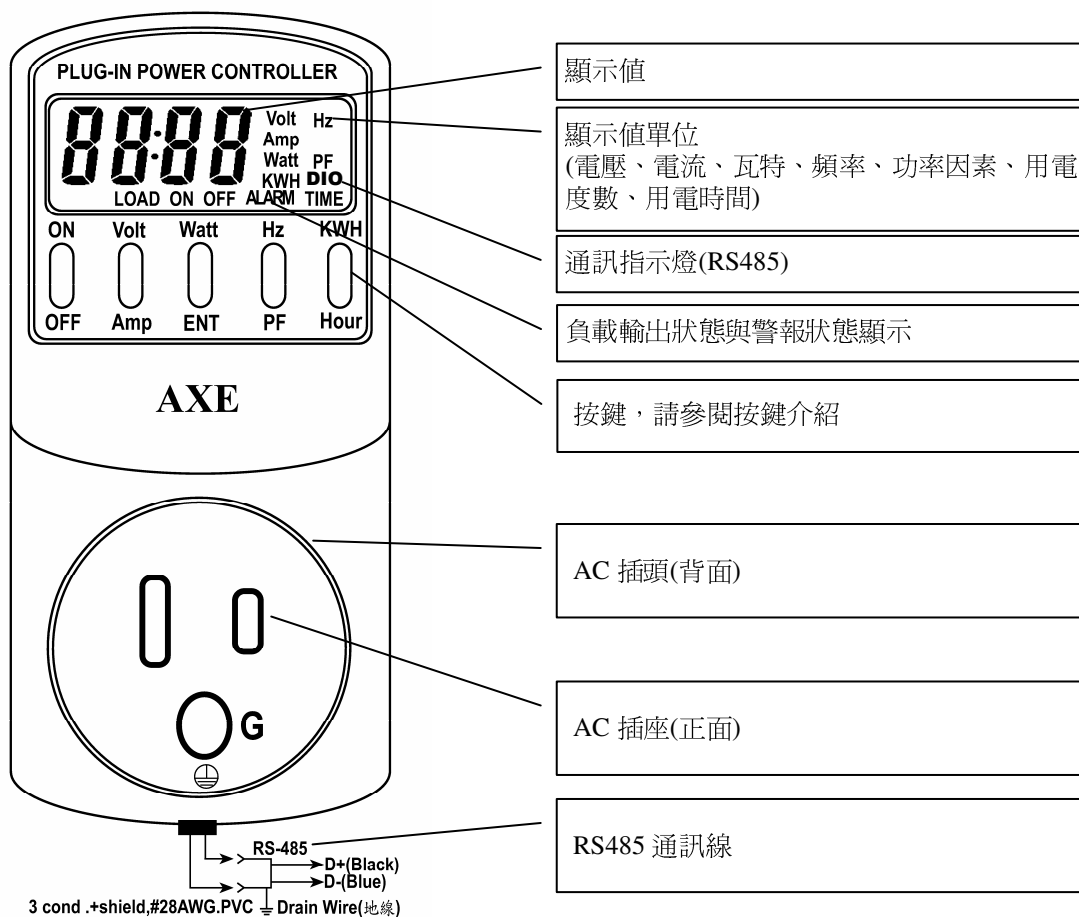 PLUG-IN POWER CONTROLLER
88:88
Volt Hz
Amp
Watt PF
KWH DIO
LOAD ON OFF ALARM TIME
ON Volt Watt Hz KWH
OFF Amp ENT PF Hour
AXE
G
RS-485
D+(Black)
D-(Blue)
3 cond .+shield,#28AWG.PVC Drain Wire(地線)
顯示值
顯示值單位
(電壓、電流、瓦特、頻率、功率因素、用電
度數、用電時間)
通訊指示燈(RS485)
負載輸出狀態與警報狀態顯示
按鍵，請參閱按鍵介紹
AC 插頭(背面)
AC 插座(正面)
RS485 通訊線